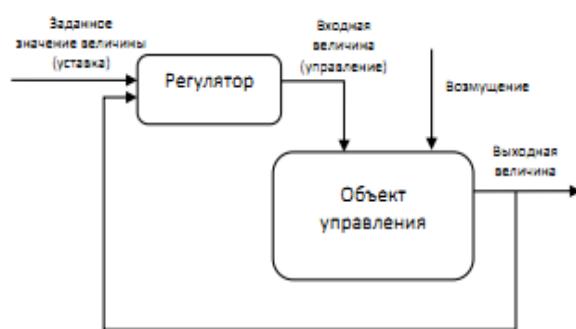 Заданное
значение величины
(уставка)
Регулятор
Входная
величина
(управление)
Возмущение
Выходная
величина
Объект
управления